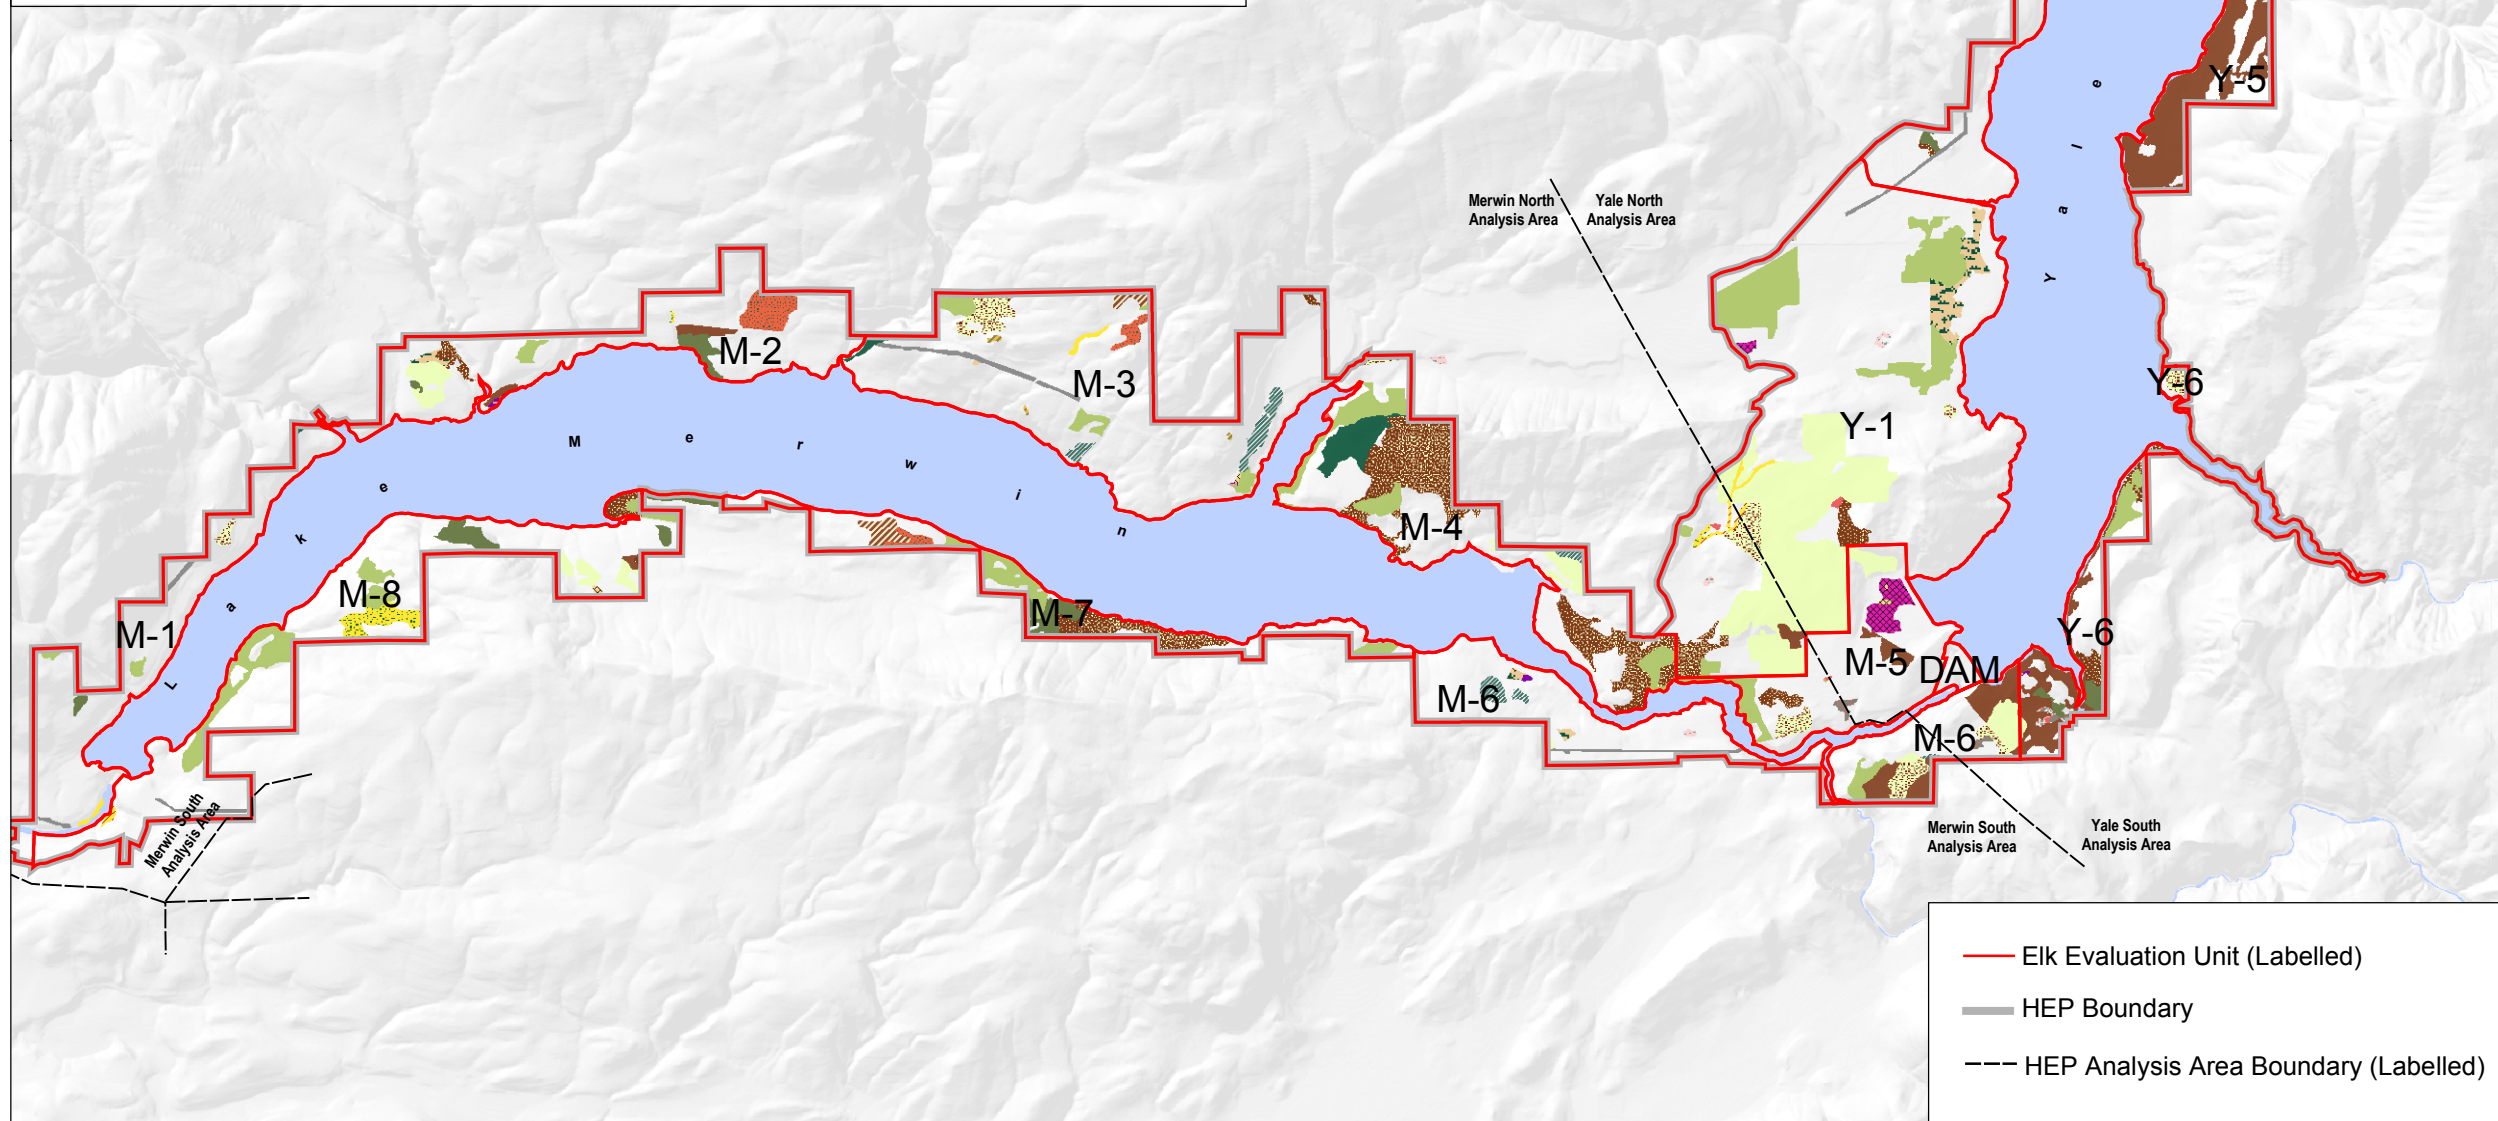 Y-5
Y a l e
Merwin North
Analysis Area
Yale North
Analysis Area
M-2
M-3
Y-6
Y-1
L a k e M e r w i n
M-4
M-8
M-7
M-1
Y-6
M-5
DAM
M-6
M-6
Merwin South
Analysis Area
Merwin South
Analysis Area
Yale South
Analysis Area
Elk Evaluation Unit (Labelled)
HEP Boundary
HEP Analysis Area Boundary (Labelled)